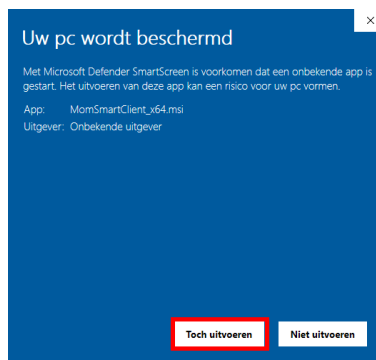 Uw pc wordt beschermd
Met Microsoft Defender SmartScreen is voorkomen dat een onbekende app is
gestart. Het uitvoeren van deze app kan een risico voor uw pc vormen.
App: MomSmartClient_x64.msi
Uitgever: Onbekende uitgever
Toch uitvoeren Niet uitvoeren